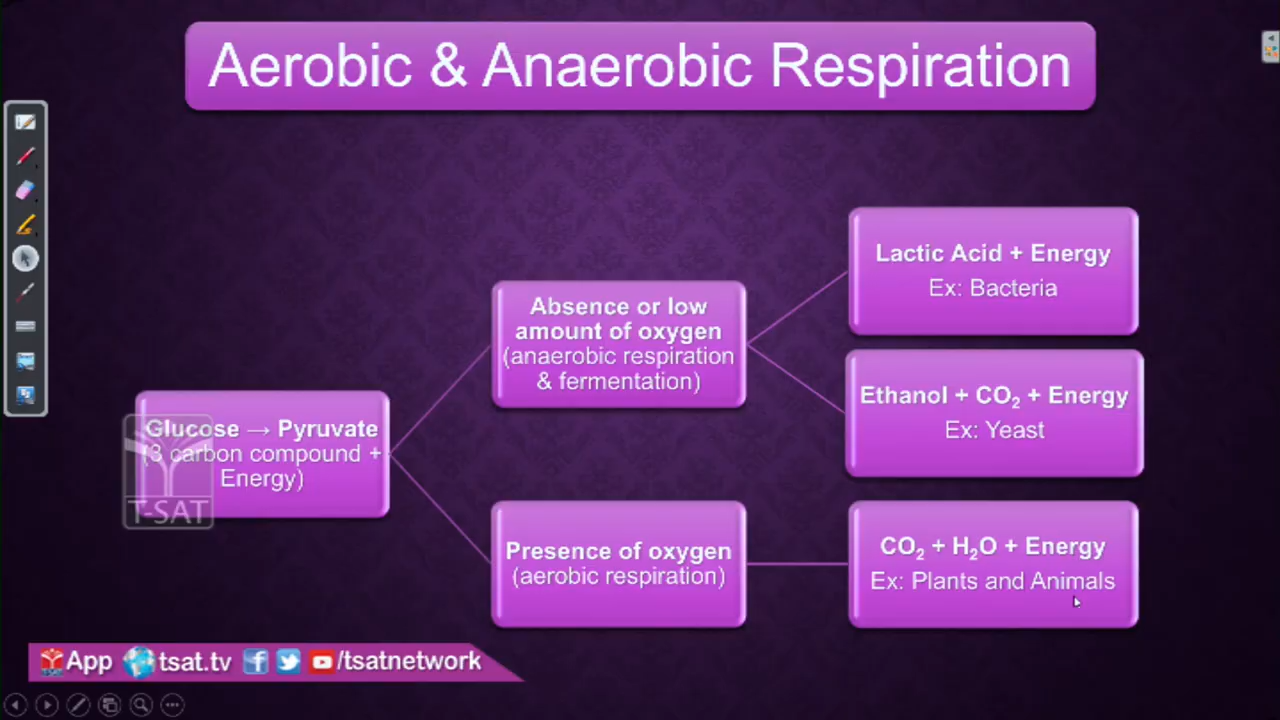 Aerobic & Anaerobic Respiration
Lactic Acid + Energy
Ex: Bacteria
Absence or low
amount of oxygen
(anaerobic respiration
& fermentation)
Ethanol + CO₂ + Energy
Ex: Yeast
Glucose → Pyruvate
(3 carbon compound +
Energy)
T-SAT
Presence of oxygen
(aerobic respiration)
CO₂ + H₂O + Energy
Ex: Plants and Animals
App tsat.tv /tsatnetwork